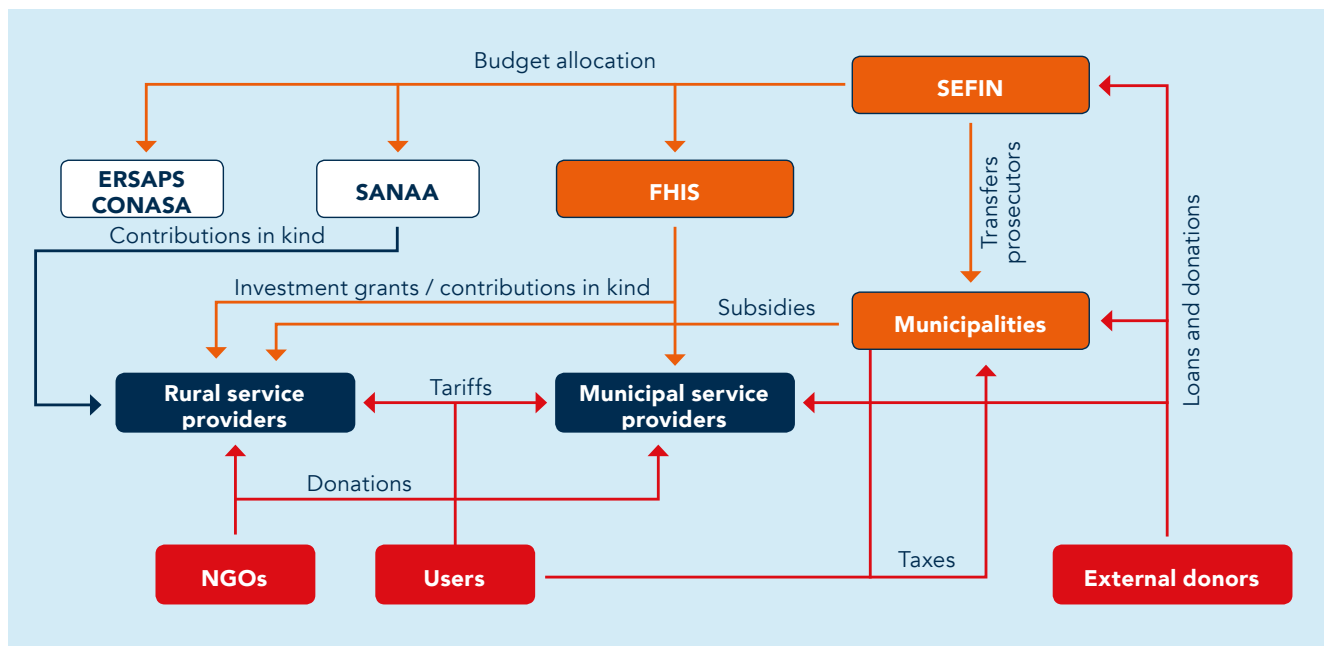 Budget allocation
SEFIN
ERSAPS
CONASA
SANAA
FHIS
Transfers
prosecutors
Loans and donations
Contributions in kind
Investment grants / contributions in kind
Subsidies
Municipalities
Rural service
providers
Tariffs
Municipal service
providers
Donations
NGOs
Users
Taxes
External donors